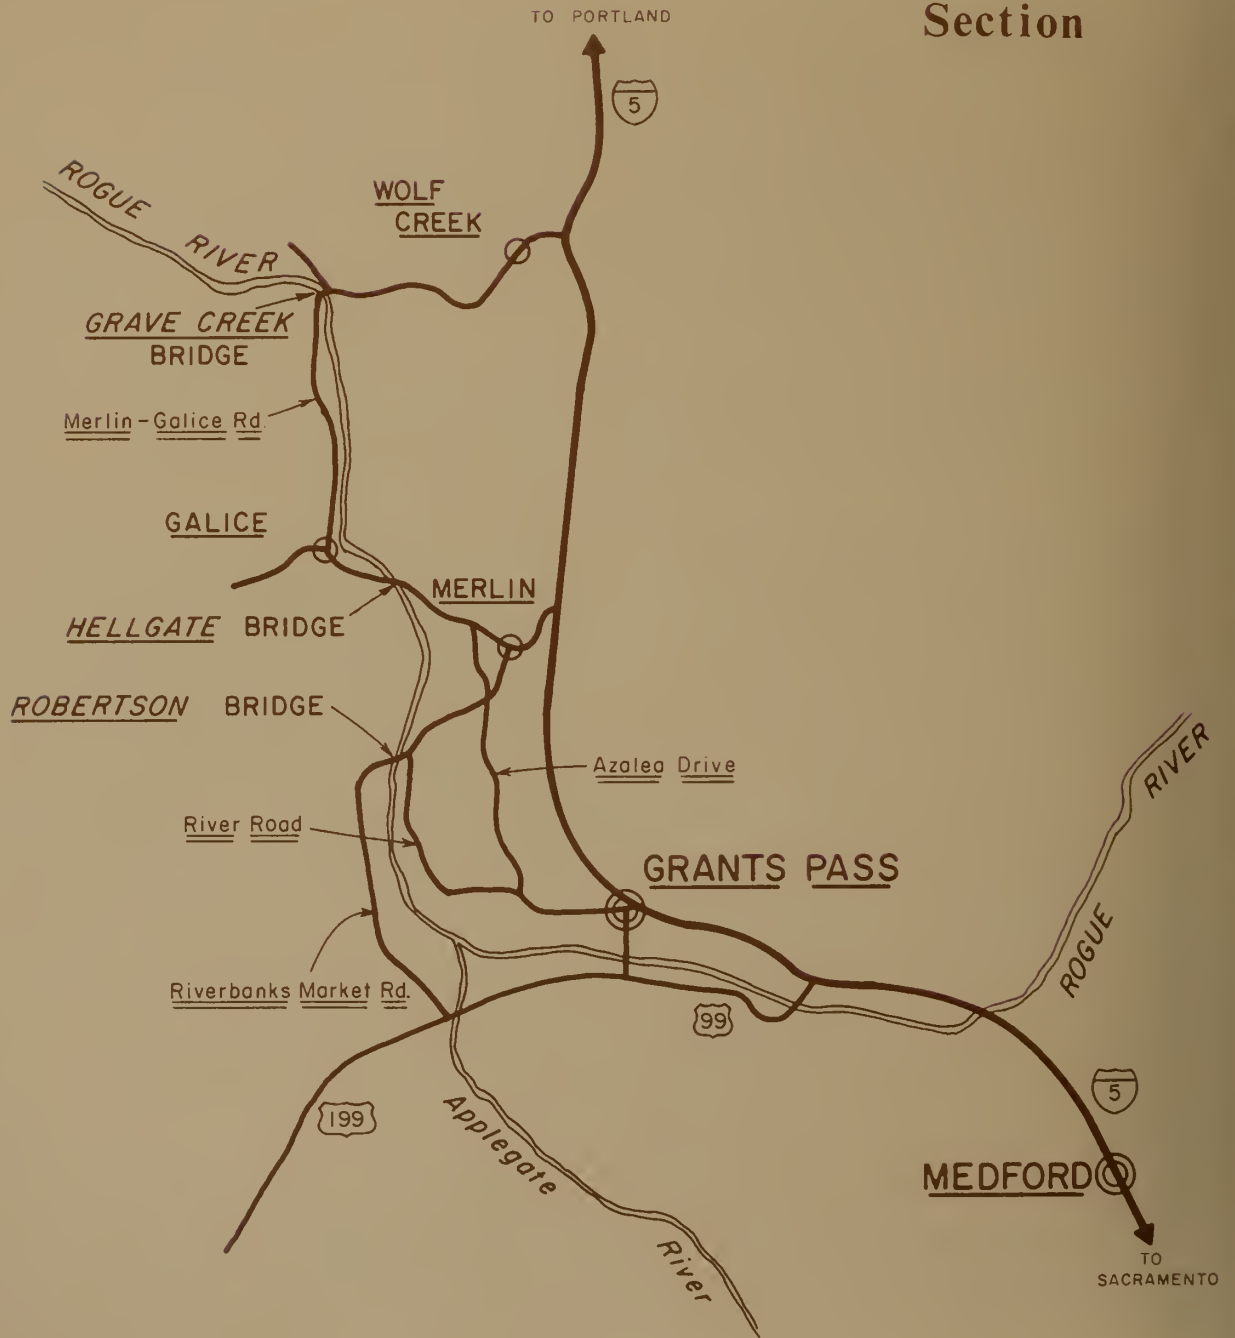 Section
TO PORTLAND
5
ROGUE RIVER
WOLF
CREEK
GRAVE CREEK
BRIDGE
Merlin-Galice Rd.
GALICE
MERLIN
HELLGATE BRIDGE
ROBERTSON BRIDGE
Azalea Drive
River Road
GRANTS PASS
ROGUE RIVER
Riverbanks Market Rd.
99
5
199
Applegate River
MEDFORD
TO
SACRAMENTO